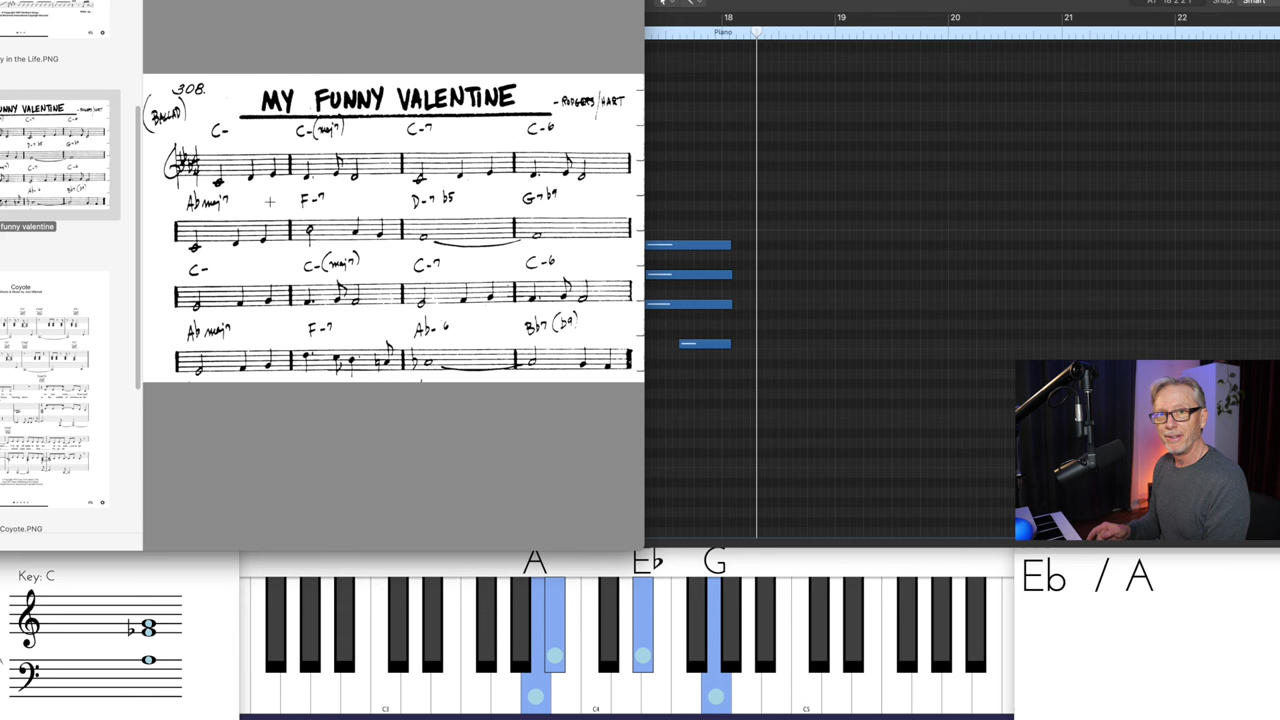 18 19 20 21 22
Piano
Snap: Smart
y in the Life.PNG
funny valentine
Coyote
Coyote.PNG
308.
(BALLAD)
MY FUNNY VALENTINE
- RODGERS/HART
C- C-(maj7) C-7 C-6
Abmaj7 F-7 D-7 b5 G7b9
C- C-(maj7) C-7 C-6
Abmaj7 F-7 Ab-6 Bb7(b9)
A Eb G
Key: C
C3 C4 C5
Eb / A